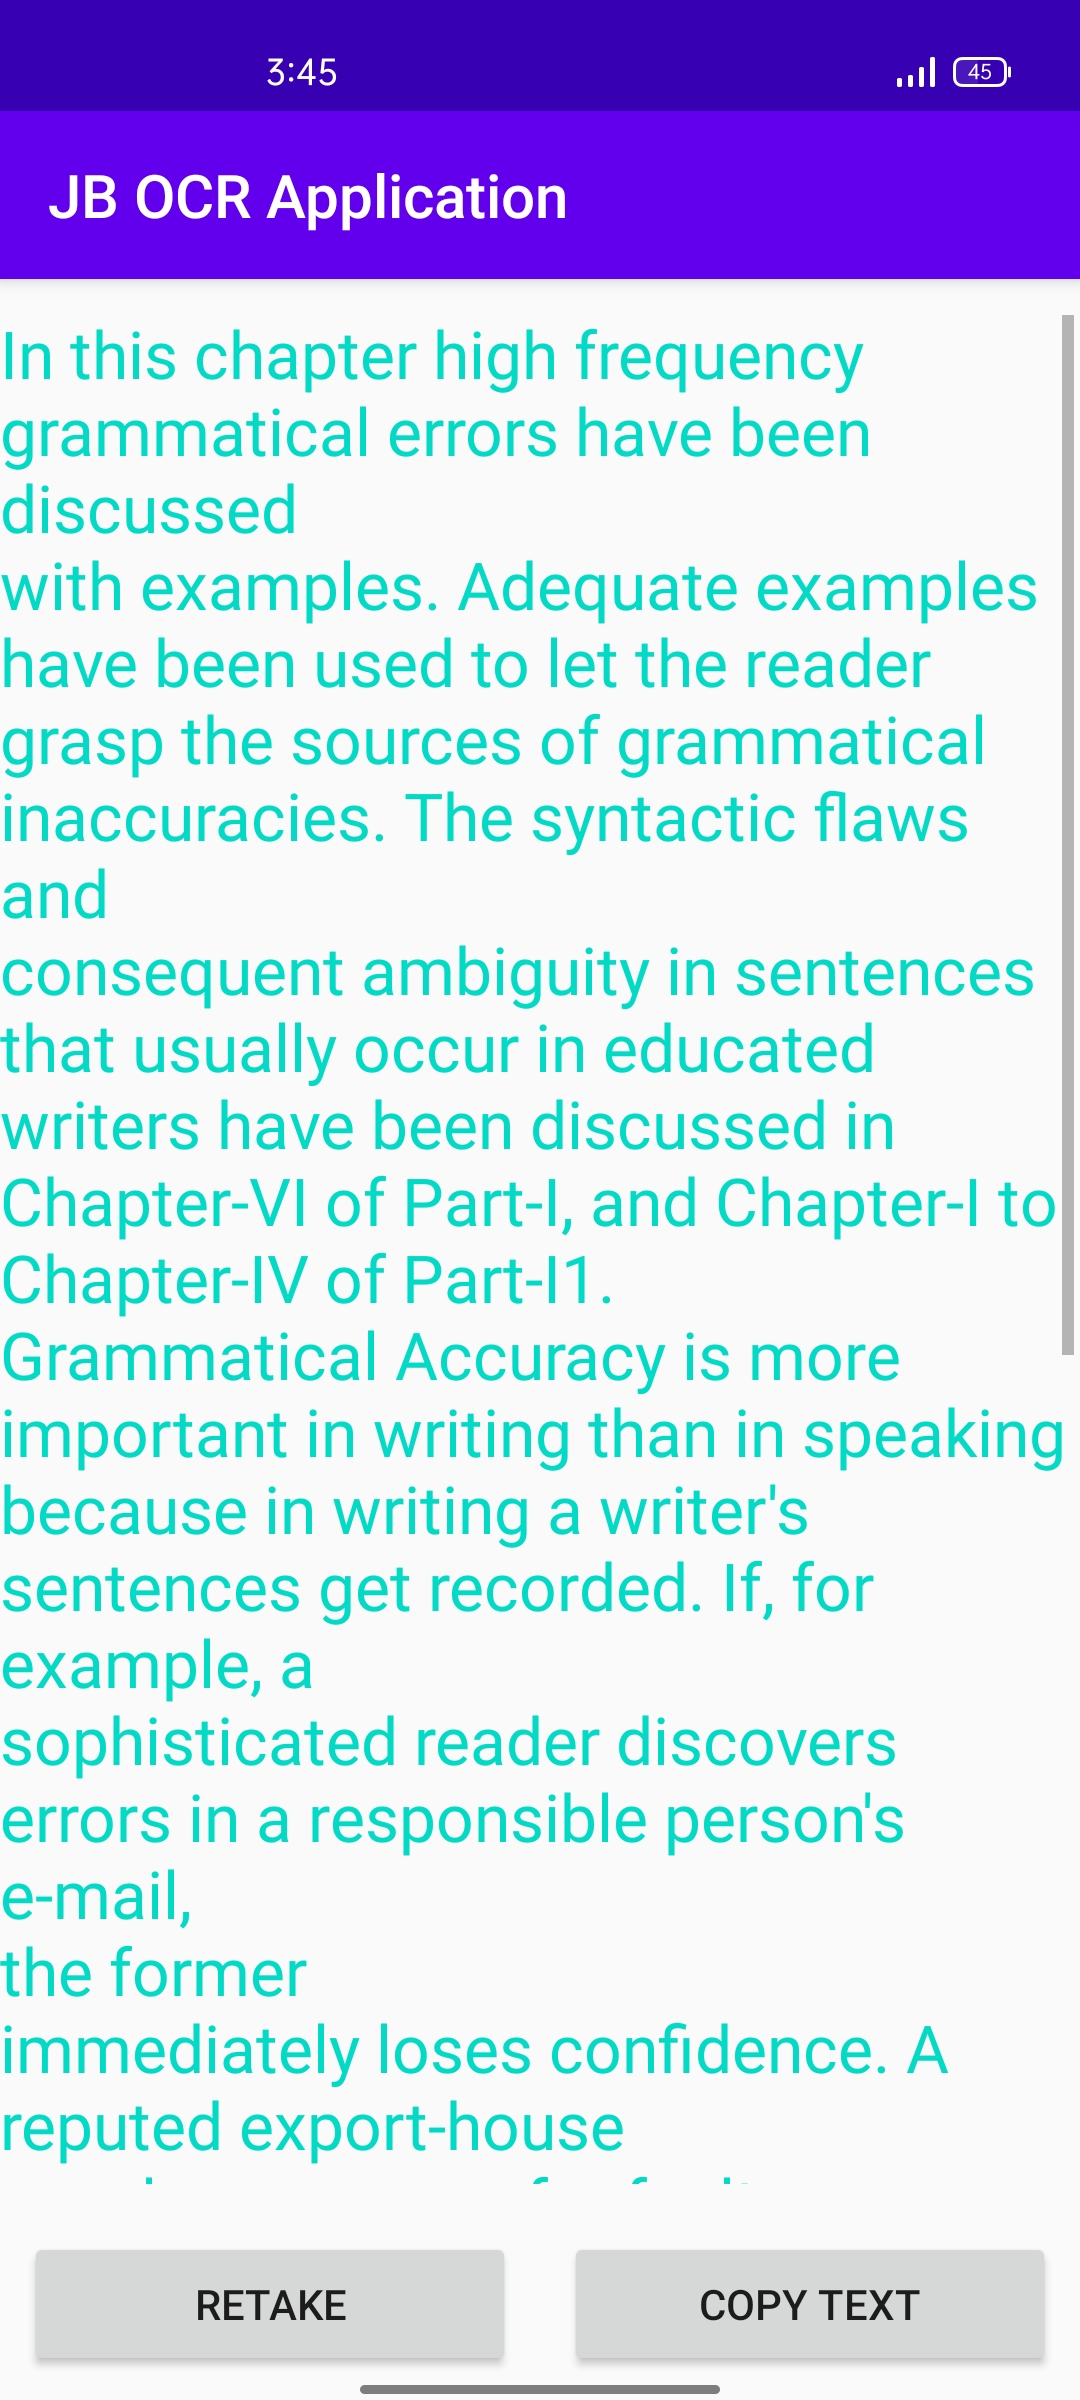 3:45
45
JB OCR Application
In this chapter high frequency
grammatical errors have been
discussed
with examples. Adequate examples
have been used to let the reader
grasp the sources of grammatical
inaccuracies. The syntactic flaws
and
consequent ambiguity in sentences
that usually occur in educated
writers have been discussed in
Chapter-VI of Part-I, and Chapter-I to
Chapter-IV of Part-I1.
Grammatical Accuracy is more
important in writing than in speaking
because in writing a writer's
sentences get recorded. If, for
example, a
sophisticated reader discovers
errors in a responsible person's
e-mail,
the former
immediately loses confidence. A
reputed export-house
RETAKE
COPY TEXT